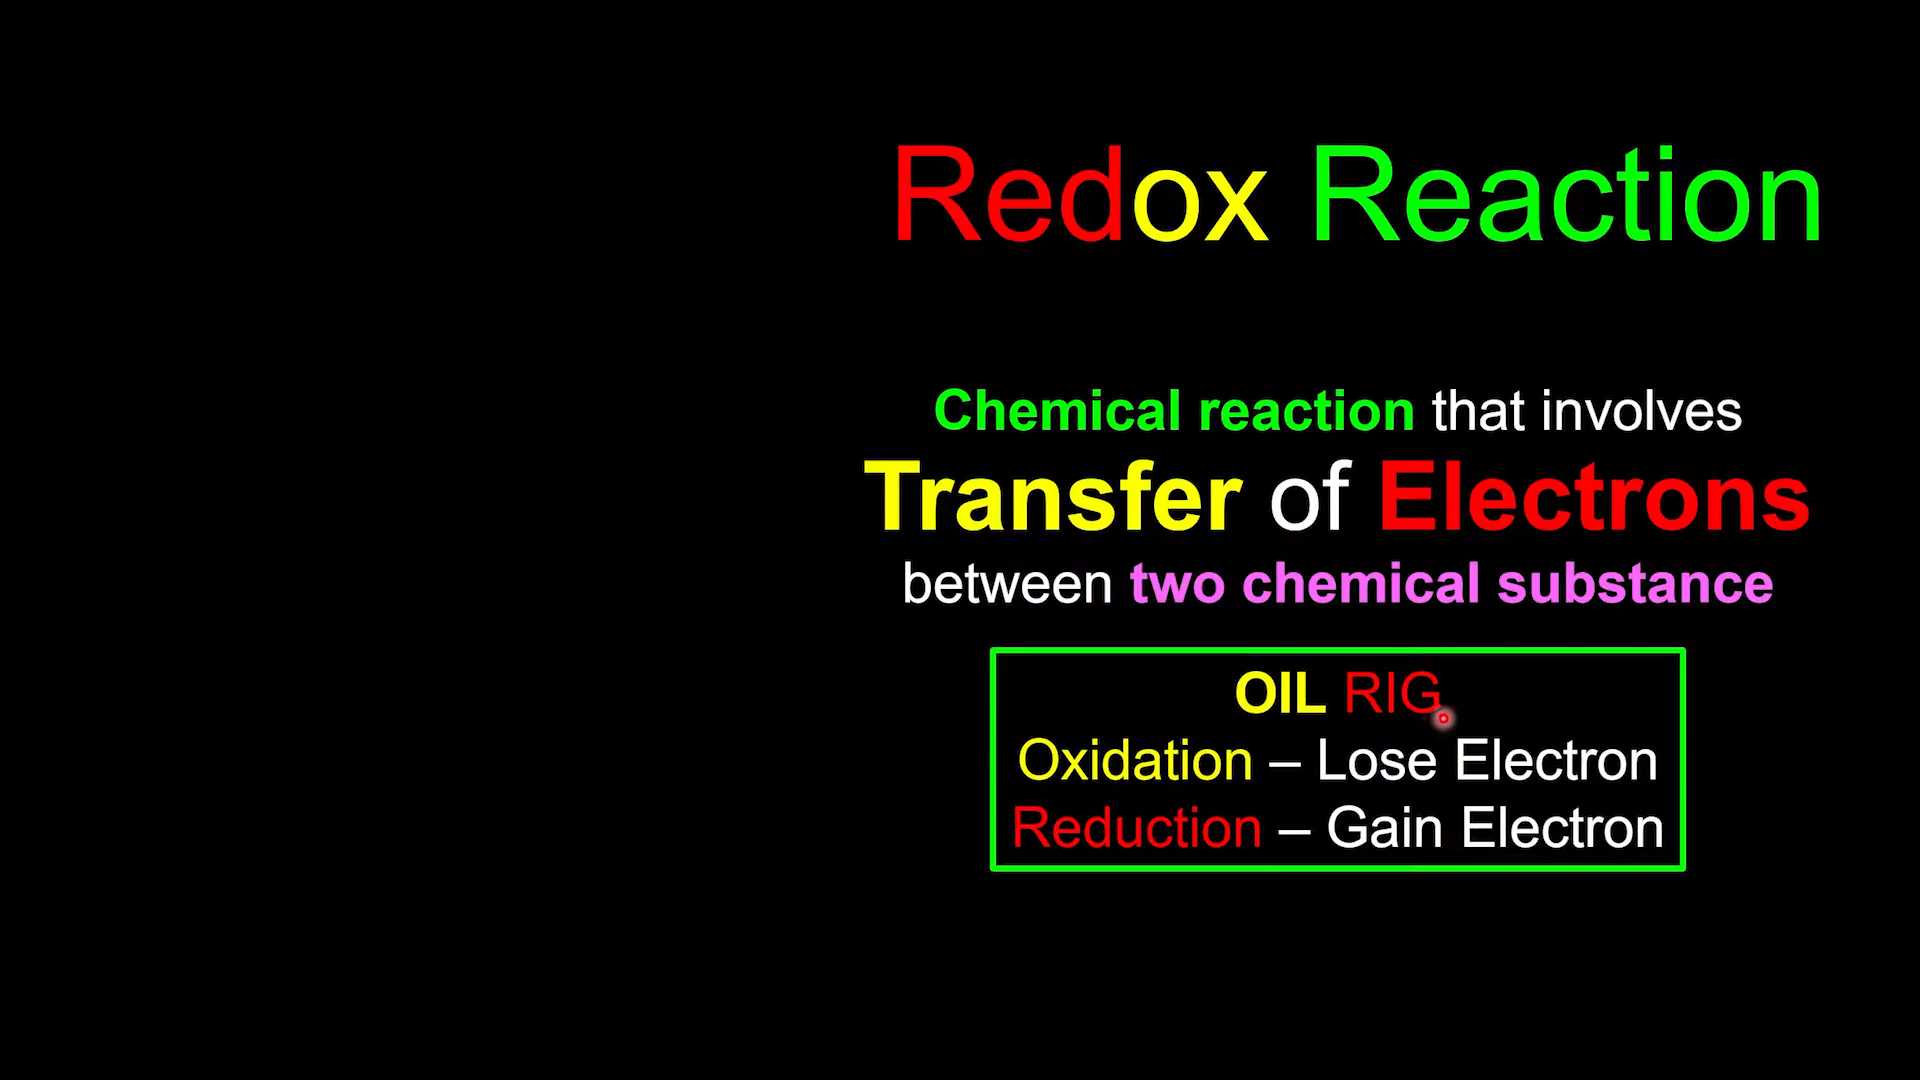 Redox Reaction
Chemical reaction that involves
Transfer of Electrons
between two chemical substance
OIL RIG
Oxidation – Lose Electron
Reduction – Gain Electron